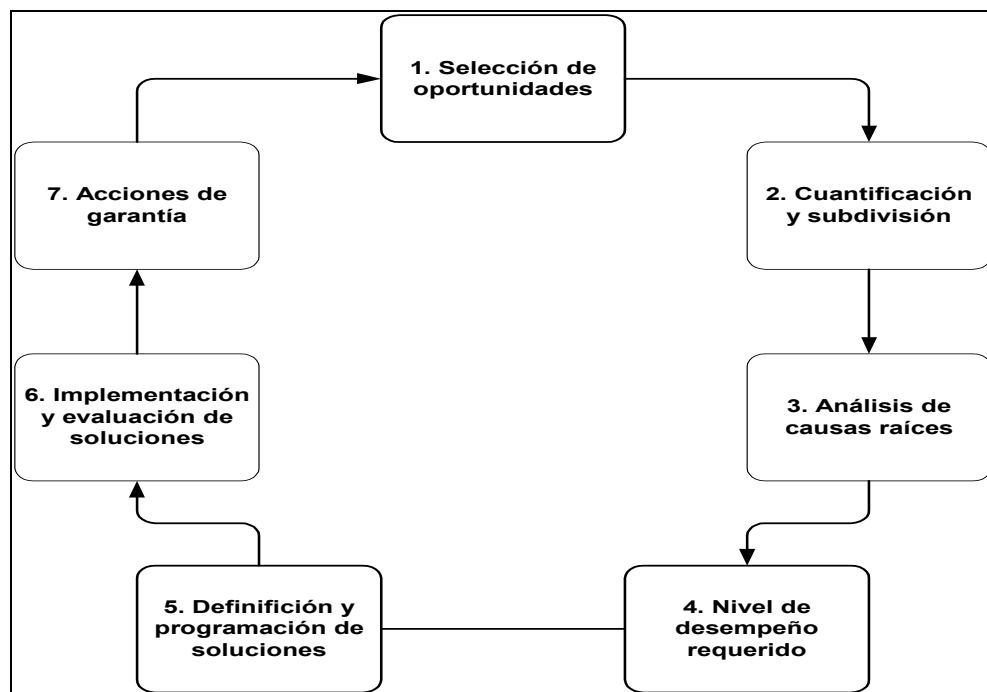 1. Selección de
oportunidades
2. Cuantificación
y subdivisión
3. Análisis de
causas raíces
4. Nivel de
desempeño
requerido
5. Definifición y
programación de
soluciones
6. Implementación
y evaluación de
soluciones
7. Acciones de
garantía